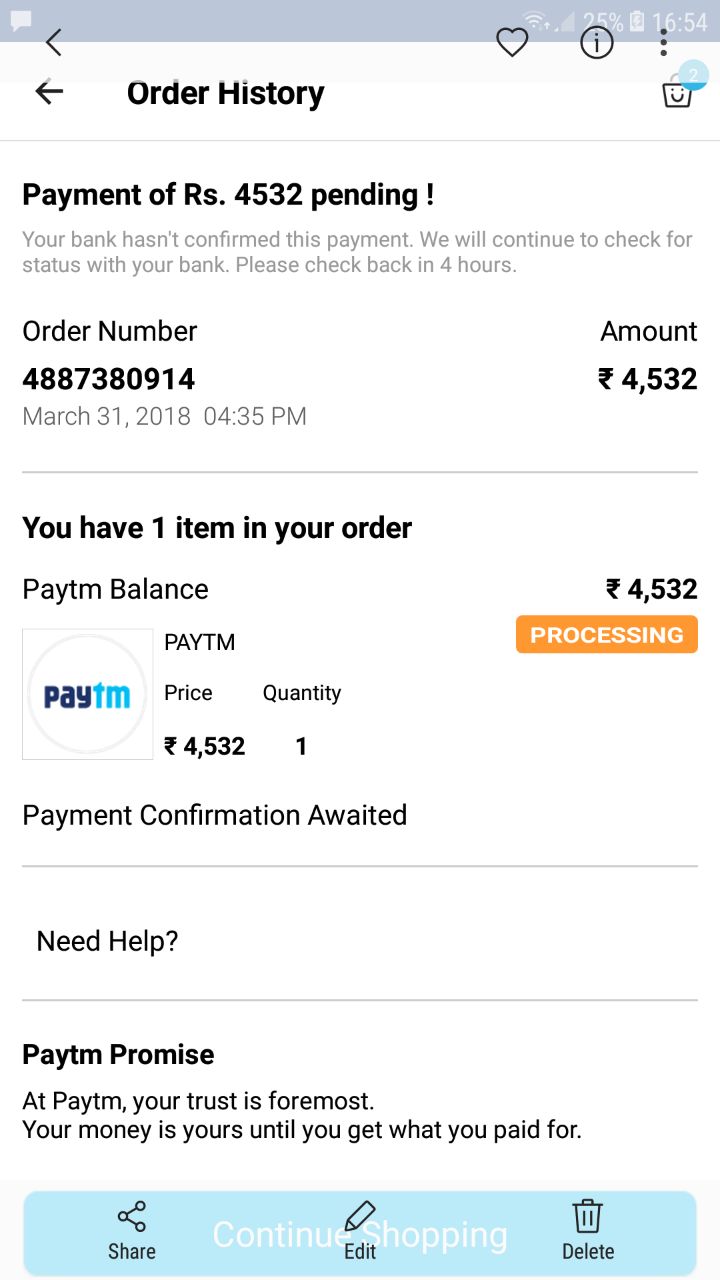 25% 16:54
Order History
2
Payment of Rs. 4532 pending !
Your bank hasn't confirmed this payment. We will continue to check for
status with your bank. Please check back in 4 hours.
Order Number Amount
4887380914 ₹ 4,532
March 31, 2018 04:35 PM
You have 1 item in your order
Paytm Balance ₹ 4,532
PROCESSING
PAYTM
paytm
Price Quantity
₹ 4,532 1
Payment Confirmation Awaited
Need Help?
Paytm Promise
At Paytm, your trust is foremost.
Your money is yours until you get what you paid for.
Continue Shopping
Share Edit Delete